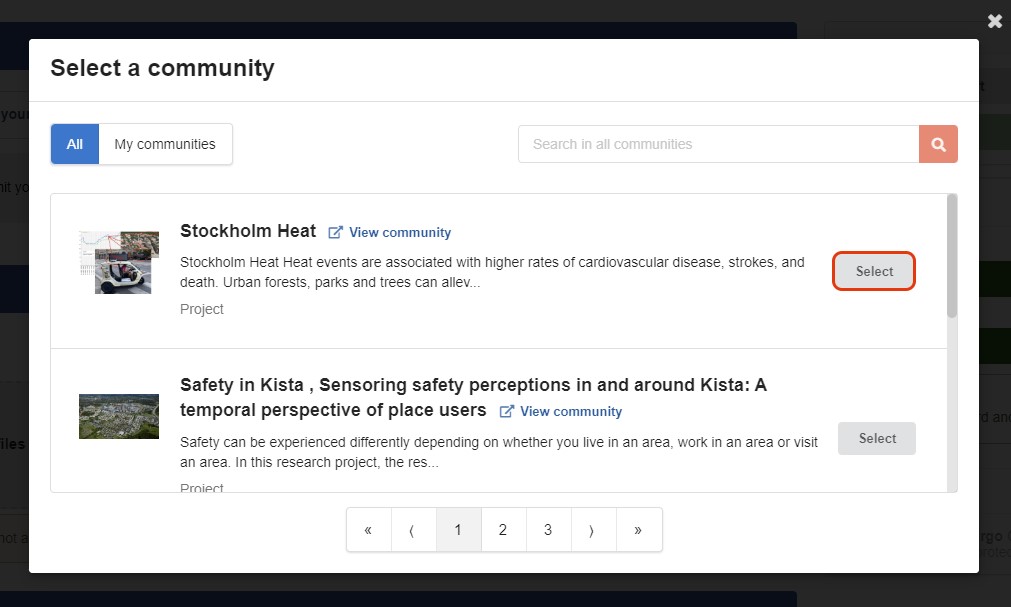 Select a community
All My communities Search in all communities
Stockholm Heat View community
Stockholm Heat Heat events are associated with higher rates of cardiovascular disease, strokes, and
death. Urban forests, parks and trees can allev...
Select
Project
Safety in Kista , Sensoring safety perceptions in and around Kista: A
temporal perspective of place users View community
Safety can be experienced differently depending on whether you live in an area, work in an area or visit
an area. In this research project, the res...
Select
Project
« ⟨ 1 2 3 ⟩ »